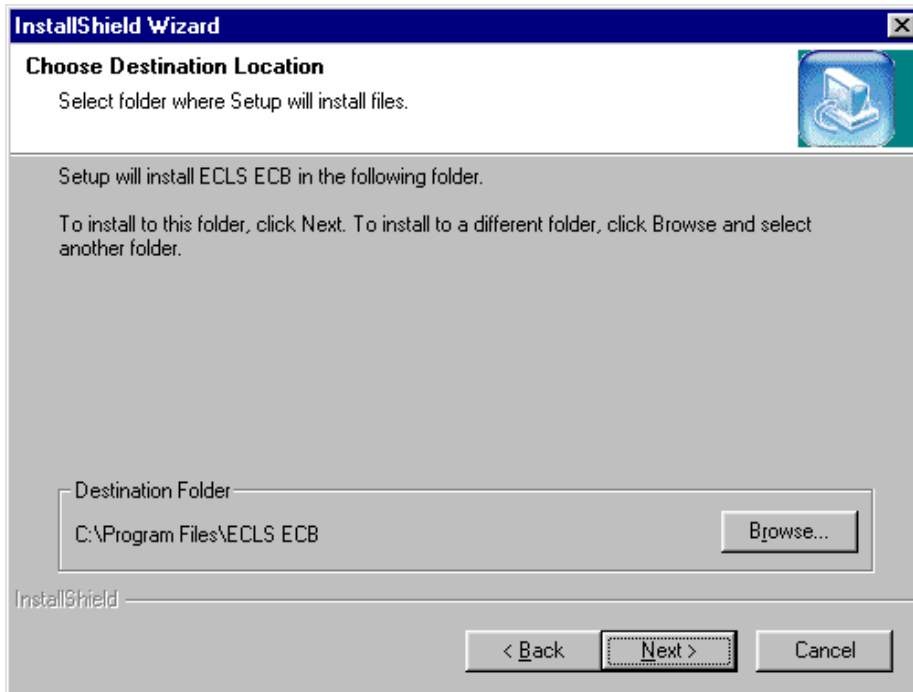 InstallShield Wizard
Choose Destination Location
Select folder where Setup will install files.
Setup will install ECLS ECB in the following folder.
To install to this folder, click Next. To install to a different folder, click Browse and select
another folder.
Destination Folder
C:\Program Files\ECLS ECB
Browse...
InstallShield
< Back
Next >
Cancel